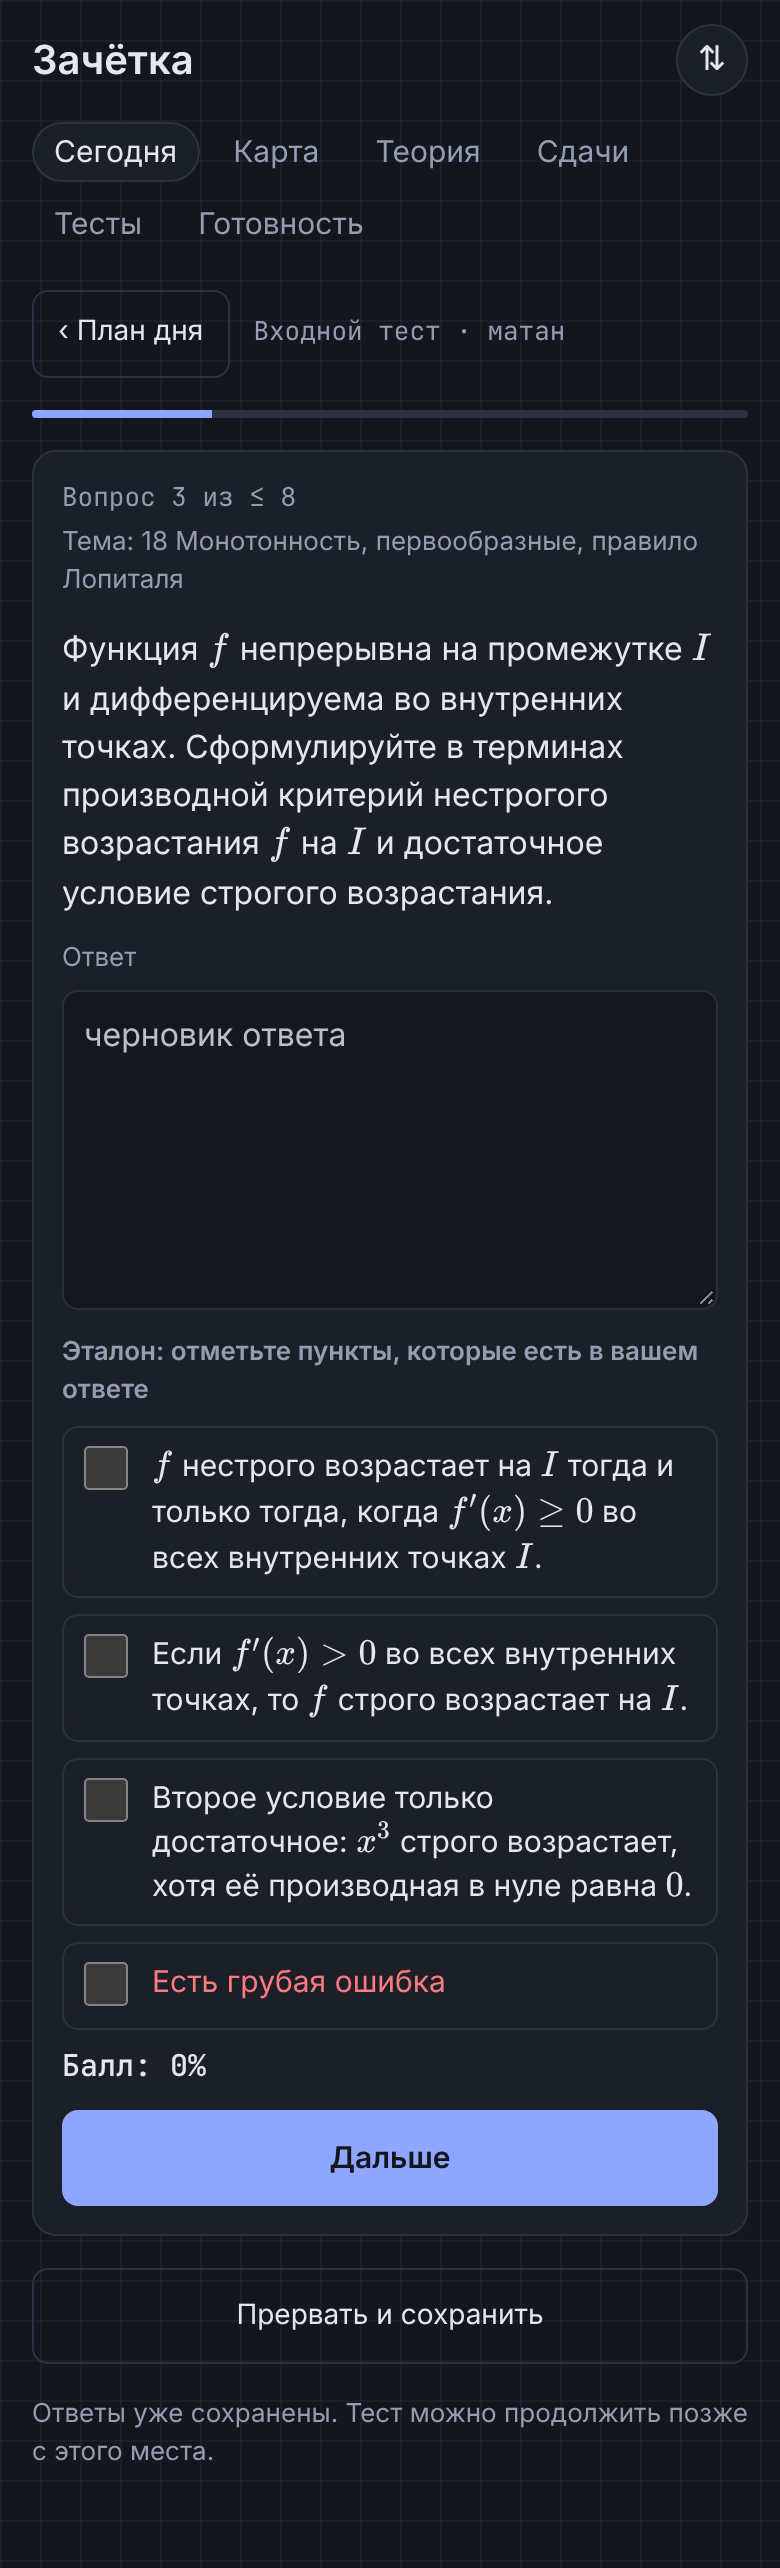 Зачётка
⇅
Сегодня Карта Теория Сдачи
Тесты Готовность
‹ План дня Входной тест · матан
Вопрос 3 из ≤ 8
Тема: 18 Монотонность, первообразные, правило
Лопиталя
Функция f непрерывна на промежутке I
и дифференцируема во внутренних
точках. Сформулируйте в терминах
производной критерий нестрогого
возрастания f на I и достаточное
условие строгого возрастания.
Ответ
черновик ответа
Эталон: отметьте пункты, которые есть в вашем
ответе
f нестрого возрастает на I тогда и
только тогда, когда f′(x) ≥ 0 во
всех внутренних точках I.
Если f′(x) > 0 во всех внутренних
точках, то f строго возрастает на I.
Второе условие только
достаточное: x³ строго возрастает,
хотя её производная в нуле равна 0.
Есть грубая ошибка
Балл: 0%
Дальше
Прервать и сохранить
Ответы уже сохранены. Тест можно продолжить позже
с этого места.